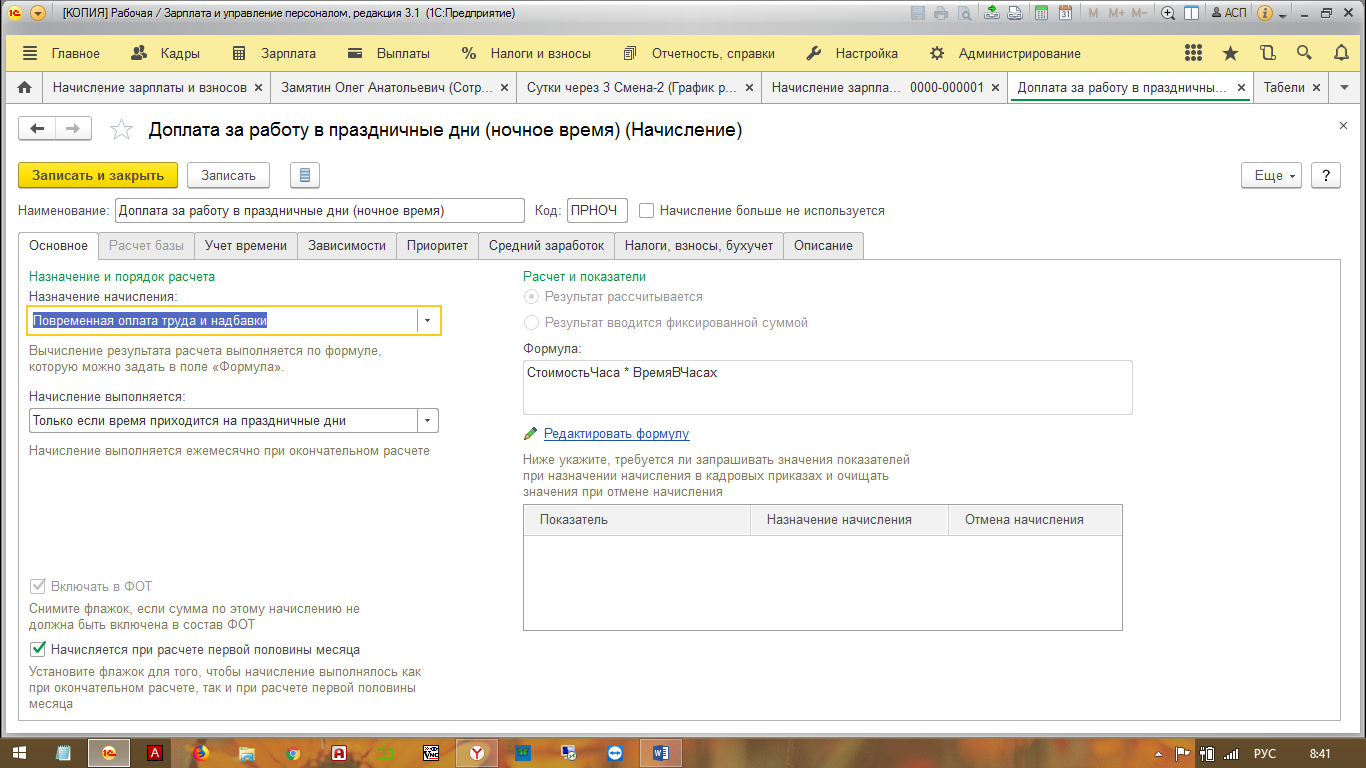 [КОПИЯ] Рабочая / Зарплата и управление персоналом, редакция 3.1 (1С:Предприятие)
M M+ M- АСП
Главное Кадры Зарплата Выплаты Налоги и взносы Отчетность, справки Настройка Администрирование
Начисление зарплаты и взносов Замятин Олег Анатольевич (Сотр... Сутки через 3 Смена-2 (График р... Начисление зарпла... 0000-000001 Доплата за работу в праздничны... Табели
Доплата за работу в праздничные дни (ночное время) (Начисление)
Записать и закрыть Записать Еще ?
Наименование: Доплата за работу в праздничные дни (ночное время) Код: ПРНОЧ Начисление больше не используется
Основное Расчет базы Учет времени Зависимости Приоритет Средний заработок Налоги, взносы, бухучет Описание
Назначение и порядок расчета
Назначение начисления:
Повременная оплата труда и надбавки
Вычисление результата расчета выполняется по формуле,
которую можно задать в поле «Формула».
Начисление выполняется:
Только если время приходится на праздничные дни
Начисление выполняется ежемесячно при окончательном расчете
Включать в ФОТ
Снимите флажок, если сумма по этому начислению не
должна быть включена в состав ФОТ
Начисляется при расчете первой половины месяца
Установите флажок для того, чтобы начисление выполнялось как
при окончательном расчете, так и при расчете первой половины
месяца
Расчет и показатели
Результат рассчитывается
Результат вводится фиксированной суммой
Формула:
СтоимостьЧаса * ВремяВЧасах
Редактировать формулу
Ниже укажите, требуется ли запрашивать значения показателей
при назначении начисления в кадровых приказах и очищать
значения при отмене начисления
Показатель Назначение начисления Отмена начисления
РУС 8:41